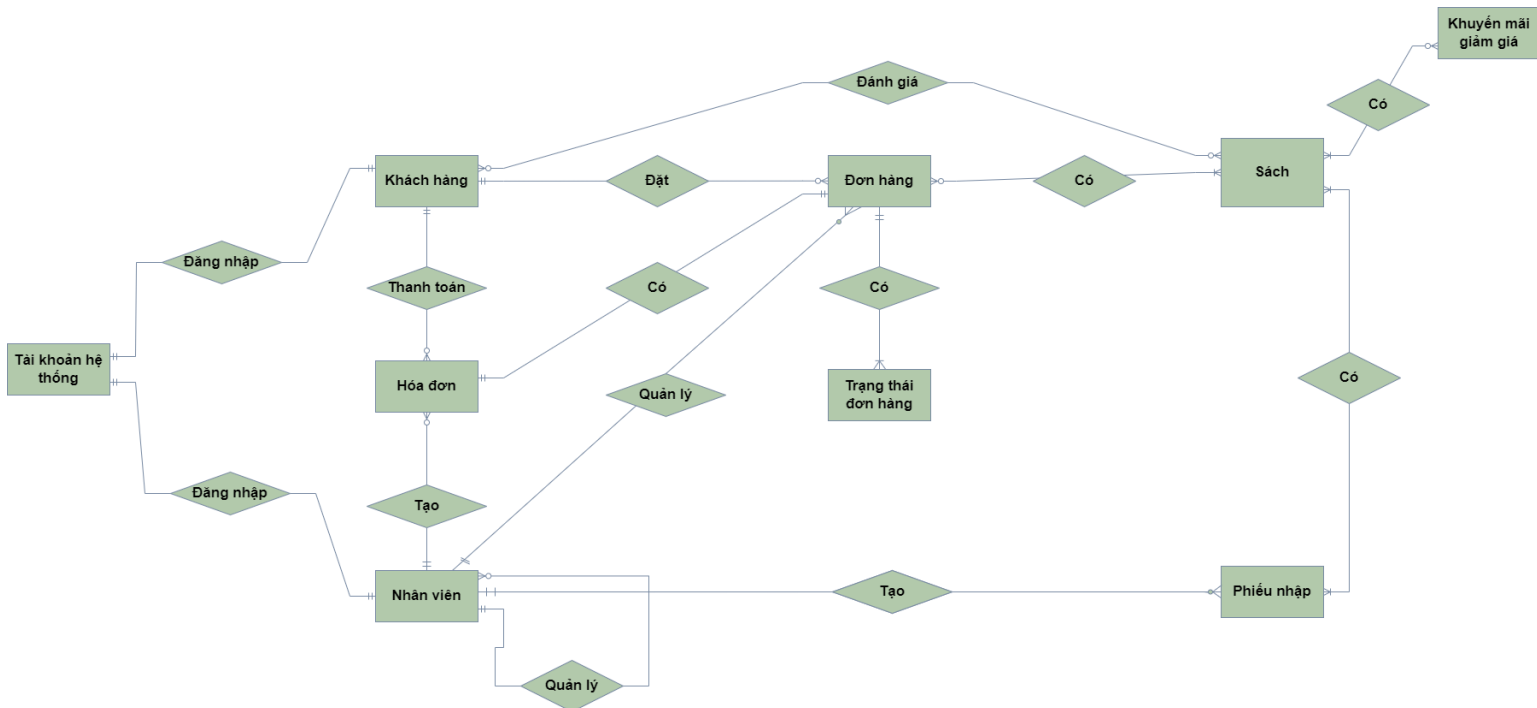 Khuyến mãi
giảm giá
Đánh giá
Có
Khách hàng
Đặt
Đơn hàng
Có
Sách
Đăng nhập
Thanh toán
Có
Có
Tài khoản hệ
thống
Hóa đơn
Quản lý
Trạng thái
đơn hàng
Có
Đăng nhập
Tạo
Nhân viên
Tạo
Phiếu nhập
Quản lý